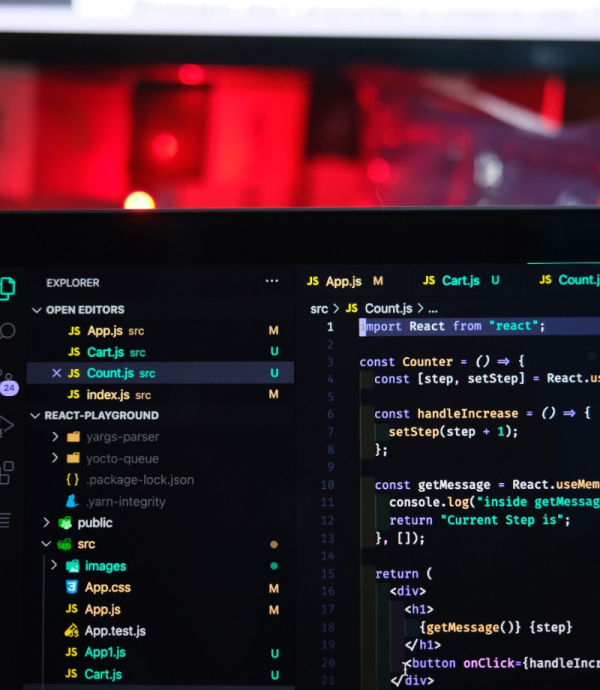 EXPLORER ...
OPEN EDITORS
JS App.js src M
JS Cart.js src U
JS Count.js src U
JS index.js src M
REACT-PLAYGROUND
yargs-parser
yocto-queue
{} .package-lock.json
.yarn-integrity
public
src
images
App.css M
JS App.js M
App.test.js
JS App1.js U
JS Cart.js U
24
JS App.js M JS Cart.js U JS Count.j
src > JS Count.js > ...
1 import React from "react";
2
3 const Counter = () => {
4 const [step, setStep] = React.us
5
6 const handleIncrease = () => {
7 setStep(step + 1);
8 };
9
10 const getMessage = React.useMem
11 console.log("inside getMessag
12 return "Current Step is";
13 }, []);
14
15 return (
16 <div>
17 <h1>
18 {getMessage()} {step}
19 </h1>
20 <button onClick={handleIncr
21 </div>